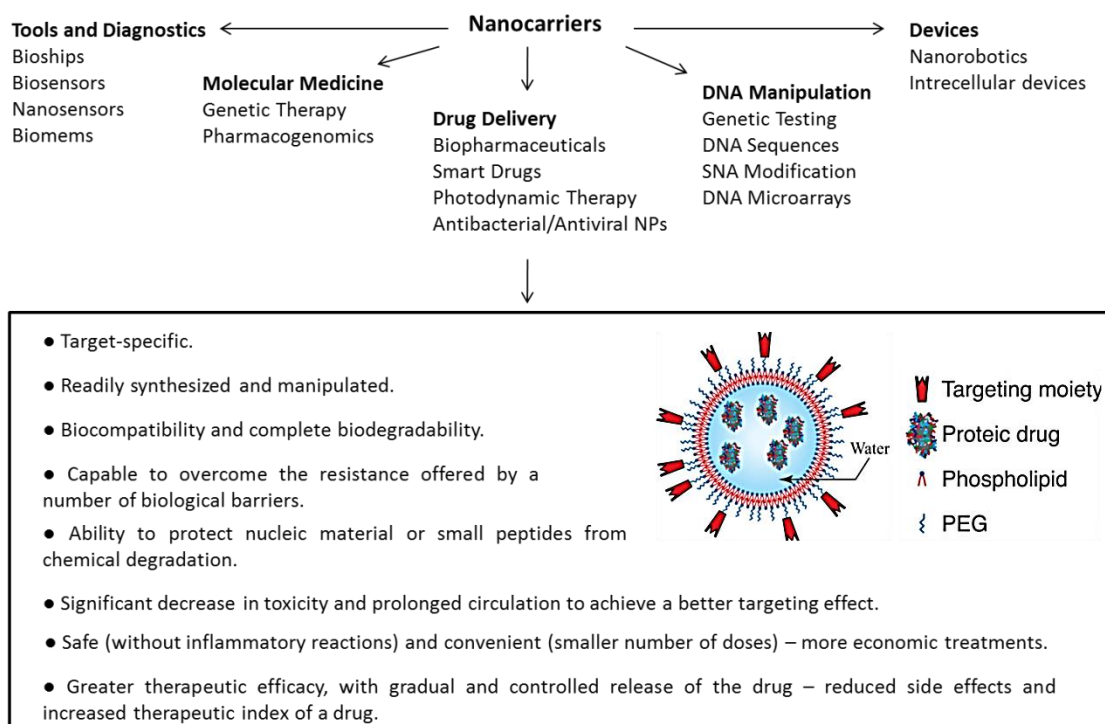 Nanocarriers
Tools and Diagnostics
Bioships
Biosensors
Nanosensors
Biomems
Molecular Medicine
Genetic Therapy
Pharmacogenomics
Drug Delivery
Biopharmaceuticals
Smart Drugs
Photodynamic Therapy
Antibacterial/Antiviral NPs
DNA Manipulation
Genetic Testing
DNA Sequences
SNA Modification
DNA Microarrays
Devices
Nanorobotics
Intrecellular devices
● Target-specific.
● Readily synthesized and manipulated.
● Biocompatibility and complete biodegradability.
● Capable to overcome the resistance offered by a
number of biological barriers.
● Ability to protect nucleic material or small peptides from
chemical degradation.
● Significant decrease in toxicity and prolonged circulation to achieve a better targeting effect.
● Safe (without inflammatory reactions) and convenient (smaller number of doses) – more economic treatments.
● Greater therapeutic efficacy, with gradual and controlled release of the drug – reduced side effects and
increased therapeutic index of a drug.
Water
Targeting moiety
Proteic drug
Phospholipid
PEG